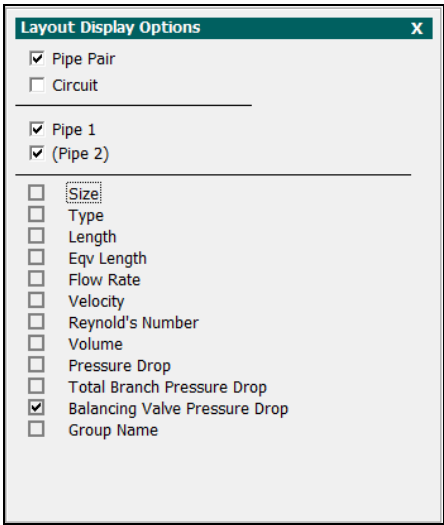 Layout Display Options X
Pipe Pair
Circuit
Pipe 1
(Pipe 2)
Size
Type
Length
Eqv Length
Flow Rate
Velocity
Reynold's Number
Volume
Pressure Drop
Total Branch Pressure Drop
Balancing Valve Pressure Drop
Group Name